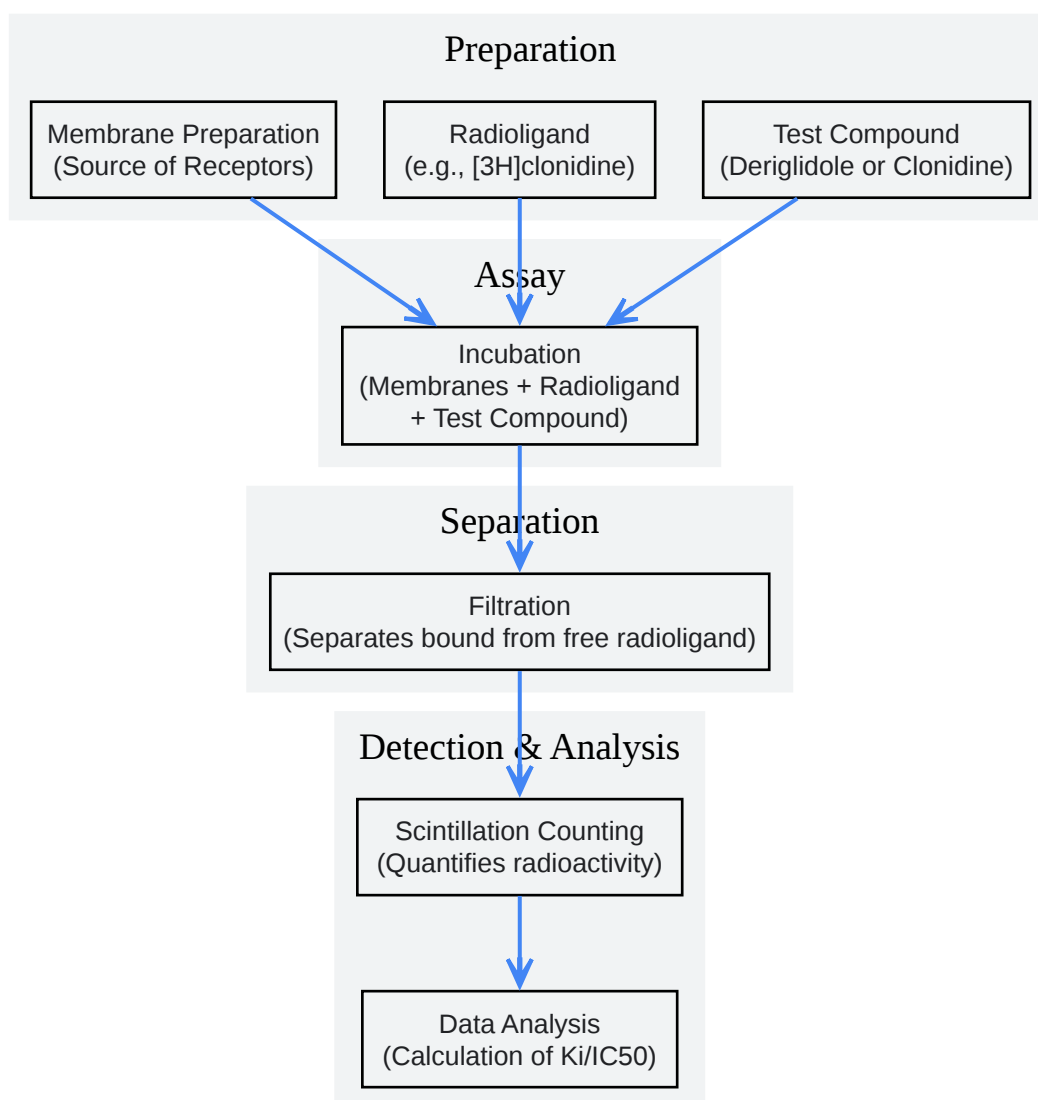 Preparation
Membrane Preparation
(Source of Receptors)
Radioligand
(e.g., [3H]clonidine)
Test Compound
(Deriglidole or Clonidine)
Assay
Incubation
(Membranes + Radioligand
+ Test Compound)
Separation
Filtration
(Separates bound from free radioligand)
Detection & Analysis
Scintillation Counting
(Quantifies radioactivity)
Data Analysis
(Calculation of Ki/IC50)